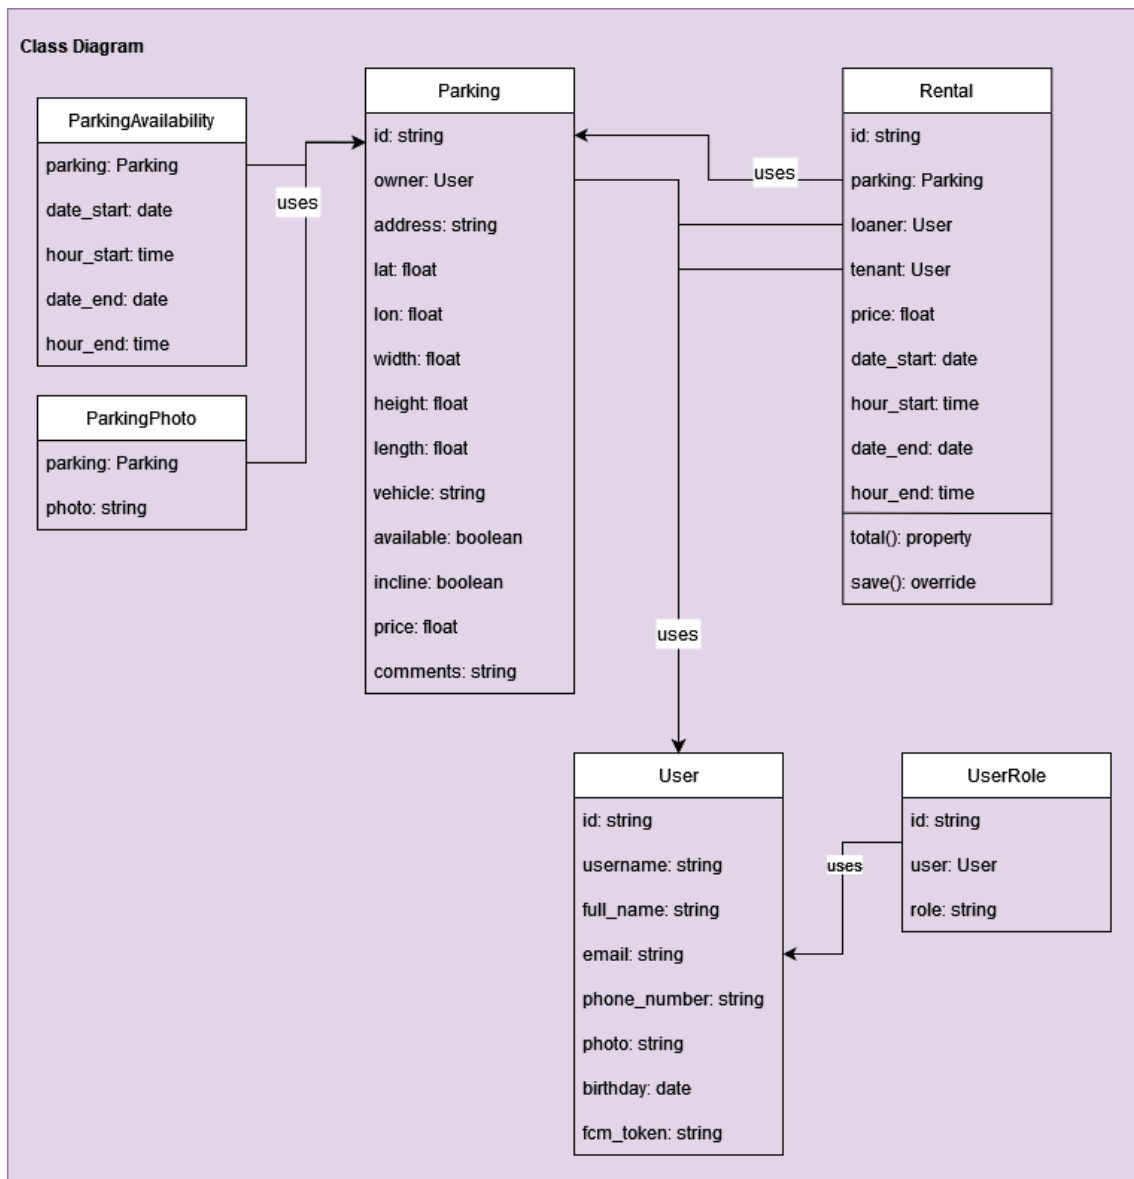 Class Diagram
ParkingAvailability
parking: Parking
date_start: date
hour_start: time
date_end: date
hour_end: time
ParkingPhoto
parking: Parking
photo: string
uses
Parking
id: string
owner: User
address: string
lat: float
lon: float
width: float
height: float
length: float
vehicle: string
available: boolean
incline: boolean
price: float
comments: string
uses
Rental
id: string
parking: Parking
loaner: User
tenant: User
price: float
date_start: date
hour_start: time
date_end: date
hour_end: time
total(): property
save(): override
uses
User
id: string
username: string
full_name: string
email: string
phone_number: string
photo: string
birthday: date
fcm_token: string
uses
UserRole
id: string
user: User
role: string